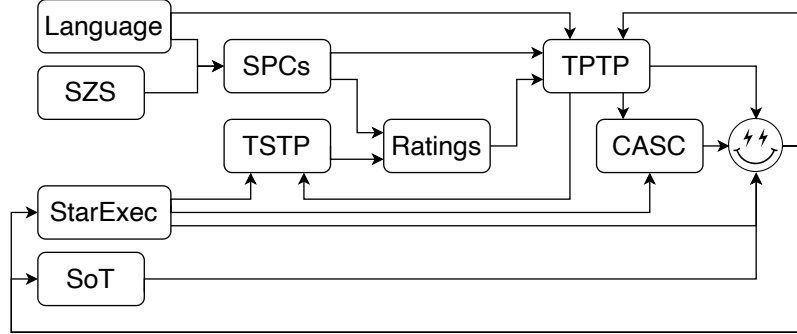 Language
SPCs
TPTP
SZS
TSTP
Ratings
CASC
StarExec
SoT